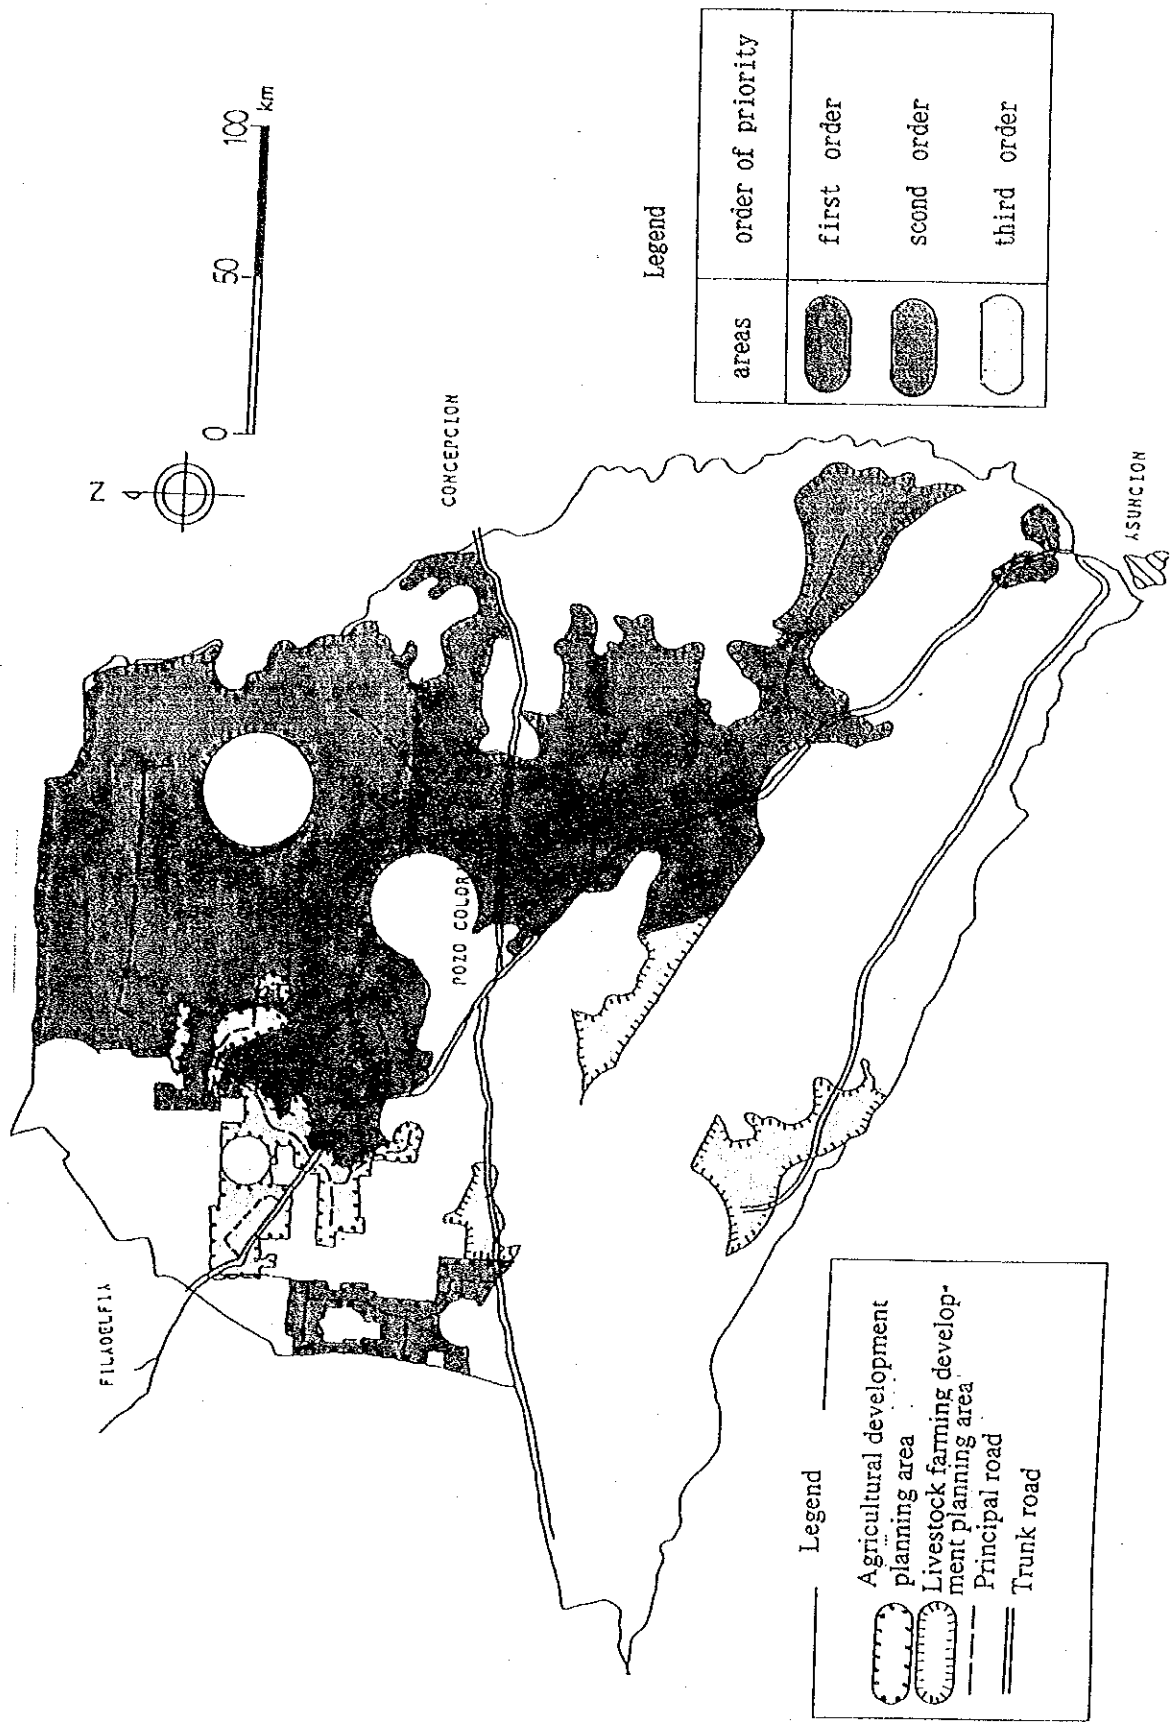 N
0 50 100 km
FILADELFIA
POZO COLOR
CONCEPCION
ASUNCION
Legend
areas order of priority
first order
scond order
third order
Legend
Agricultural development
planning area
Livestock farming develop-
ment planning area
Principal road
Trunk road